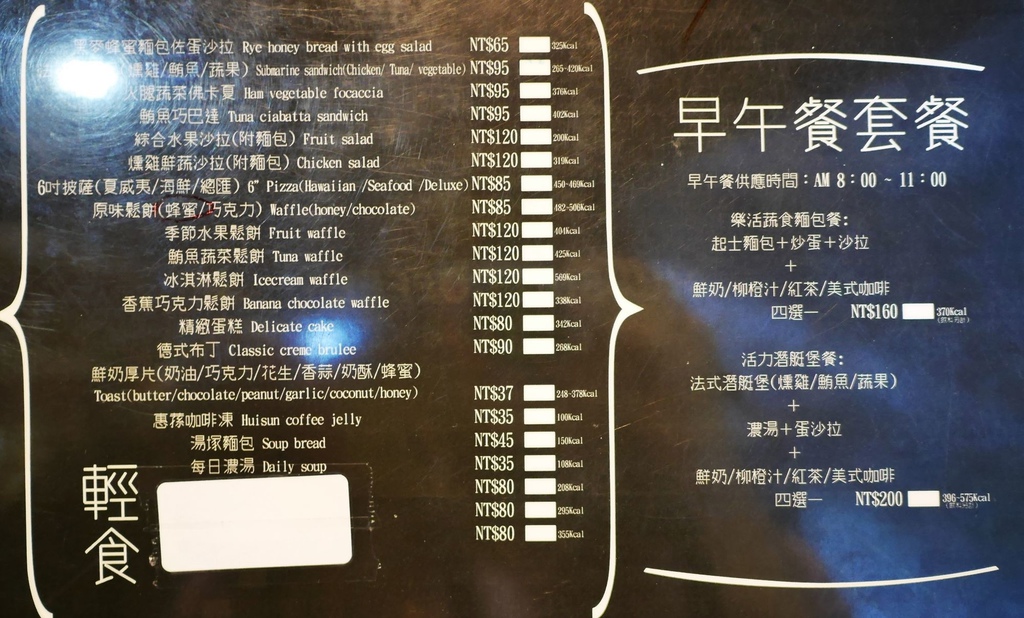 蜂蜜麵包佐蛋沙拉 Rye honey bread with egg salad NT$65 325Kcal
燻雞/鮪魚/蔬果) Submarine sandwich(Chicken/ Tuna/ vegetable) NT$95 265-420Kcal
火腿蔬菜佛卡夏 Ham vegetable focaccia NT$95 376Kcal
鮪魚巧巴達 Tuna ciabatta sandwich NT$95 402Kcal
綜合水果沙拉(附麵包) Fruit salad NT$120 200Kcal
燻雞鮮蔬沙拉(附麵包) Chicken salad NT$120 319Kcal
6吋披薩(夏威夷/海鮮/總匯) 6" Pizza(Hawaiian /Seafood /Deluxe) NT$85 450-469Kcal
原味鬆餅(蜂蜜/巧克力) Waffle(honey/chocolate) NT$85 482-506Kcal
季節水果鬆餅 Fruit waffle NT$120 404Kcal
鮪魚蔬菜鬆餅 Tuna waffle NT$120 425Kcal
冰淇淋鬆餅 Icecream waffle NT$120 569Kcal
香蕉巧克力鬆餅 Banana chocolate waffle NT$120 338Kcal
精緻蛋糕 Delicate cake NT$80 342Kcal
德式布丁 Classic creme brulee NT$90 268Kcal
鮮奶厚片(奶油/巧克力/花生/香蒜/奶酥/蜂蜜)
Toast(butter/chocolate/peanut/garlic/coconut/honey) NT$37 248-378Kcal
惠蓀咖啡凍 Huisun coffee jelly NT$35 100Kcal
湯塚麵包 Soup bread NT$45 150Kcal
每日濃湯 Daily soup NT$35 108Kcal
NT$80 208Kcal
NT$80 295Kcal
NT$80 355Kcal
輕食
早午餐套餐
早午餐供應時間：AM 8：00 ~ 11：00
樂活蔬食麵包餐:
起士麵包+炒蛋+沙拉
+
鮮奶/柳橙汁/紅茶/美式咖啡
四選一 NT$160 370Kcal
活力潛艇堡餐:
法式潛艇堡(燻雞/鮪魚/蔬果)
+
濃湯+蛋沙拉
+
鮮奶/柳橙汁/紅茶/美式咖啡
四選一 NT$200 396-575Kcal